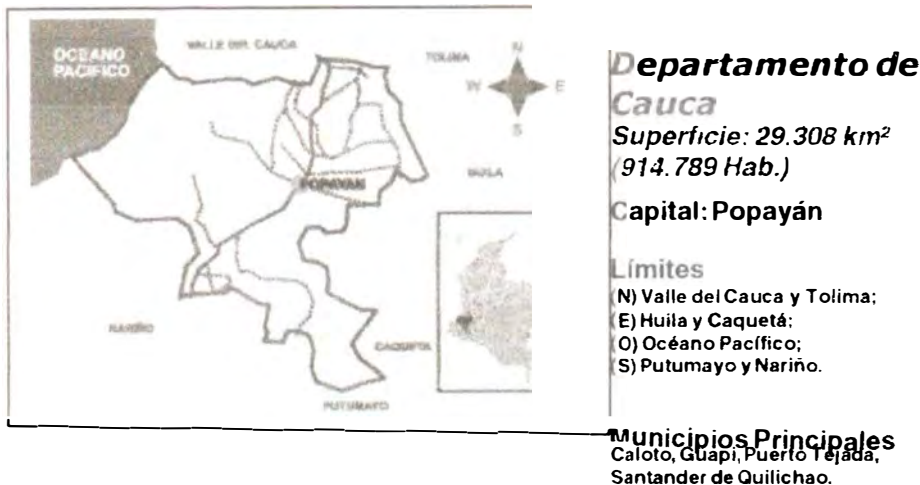 OCEANO
PACIFICO
VALLE DEL CAUCA
TOLIMA
N
W
E
S
HUILA
POPAYAN
NARIÑO
CAQUETA
PUTUMAYO
Departamento de
Cauca
Superficie: 29.308 km²
(914.789 Hab.)
Capital: Popayán
Límites
(N) Valle del Cauca y Tolima;
(E) Huila y Caquetá;
(O) Océano Pacífico;
(S) Putumayo y Nariño.
Municipios Principales
Caloto, Guapi, Puerto Tejada,
Santander de Quilichao.